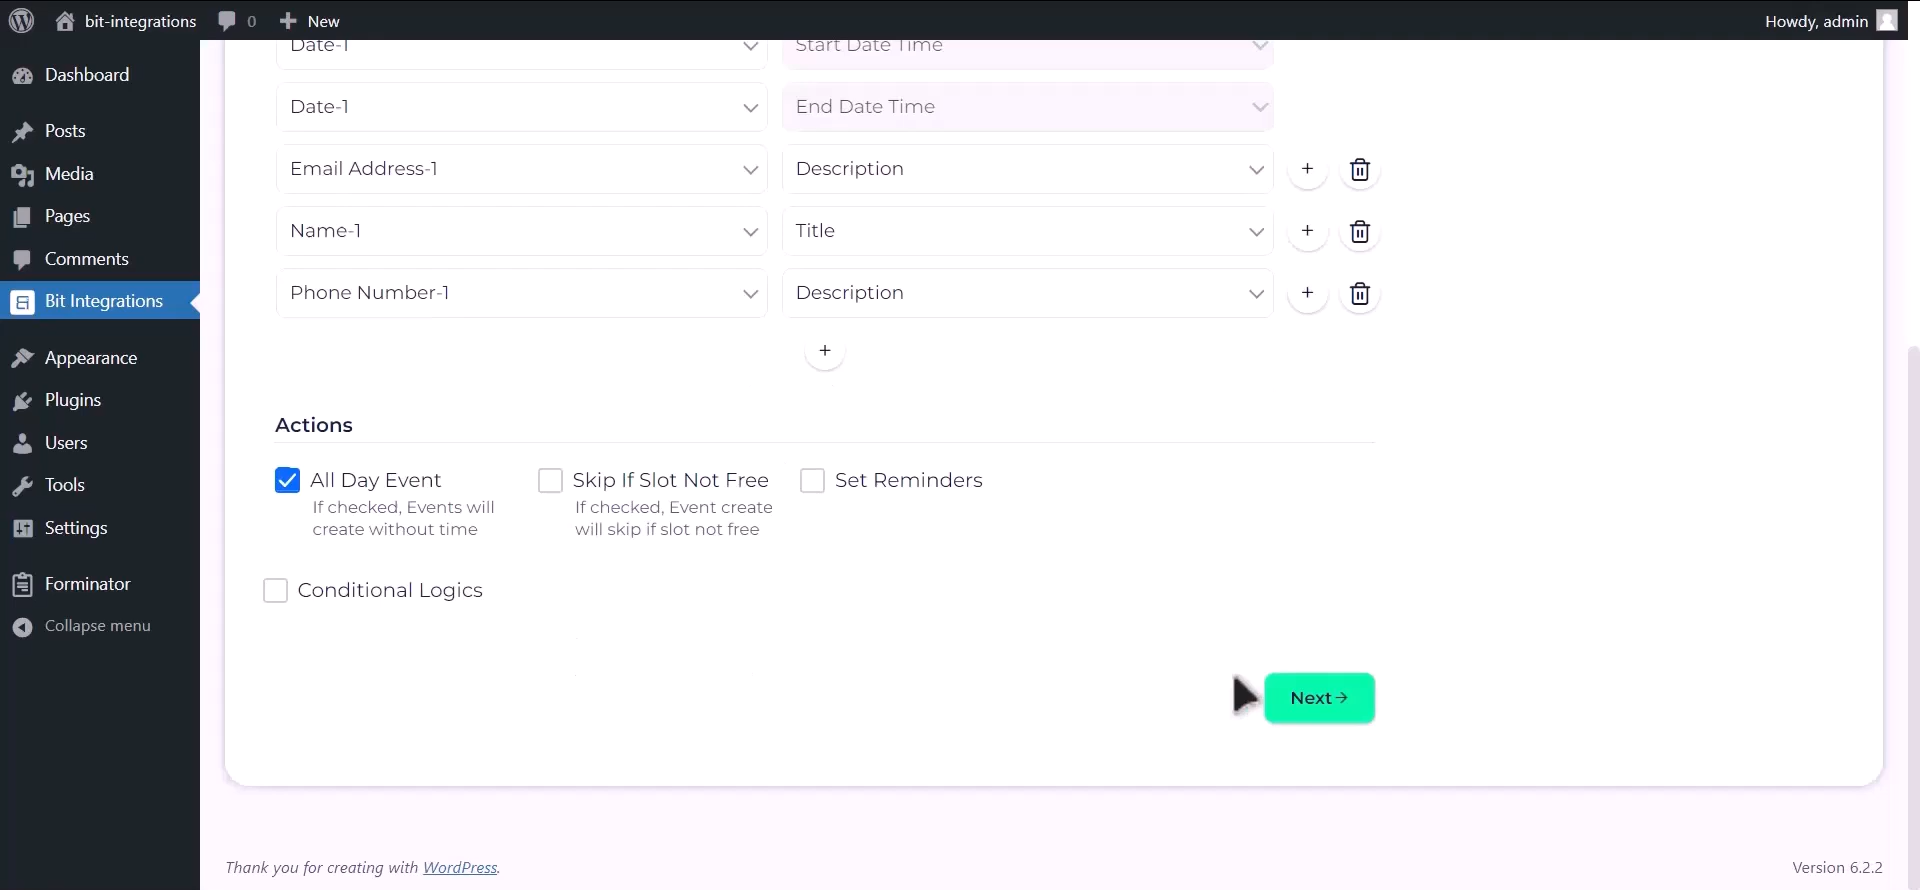 bit-integrations
0
New
Howdy, admin
Dashboard
Posts
Media
Pages
Comments
Bit Integrations
Appearance
Plugins
Users
Tools
Settings
Forminator
Collapse menu
Date-1
Start Date Time
Date-1
End Date Time
Email Address-1
Description
+
Name-1
Title
+
Phone Number-1
Description
+
+
Actions
All Day Event
If checked, Events will
create without time
Skip If Slot Not Free
If checked, Event create
will skip if slot not free
Set Reminders
Conditional Logics
Next→
Thank you for creating with WordPress.
Version 6.2.2